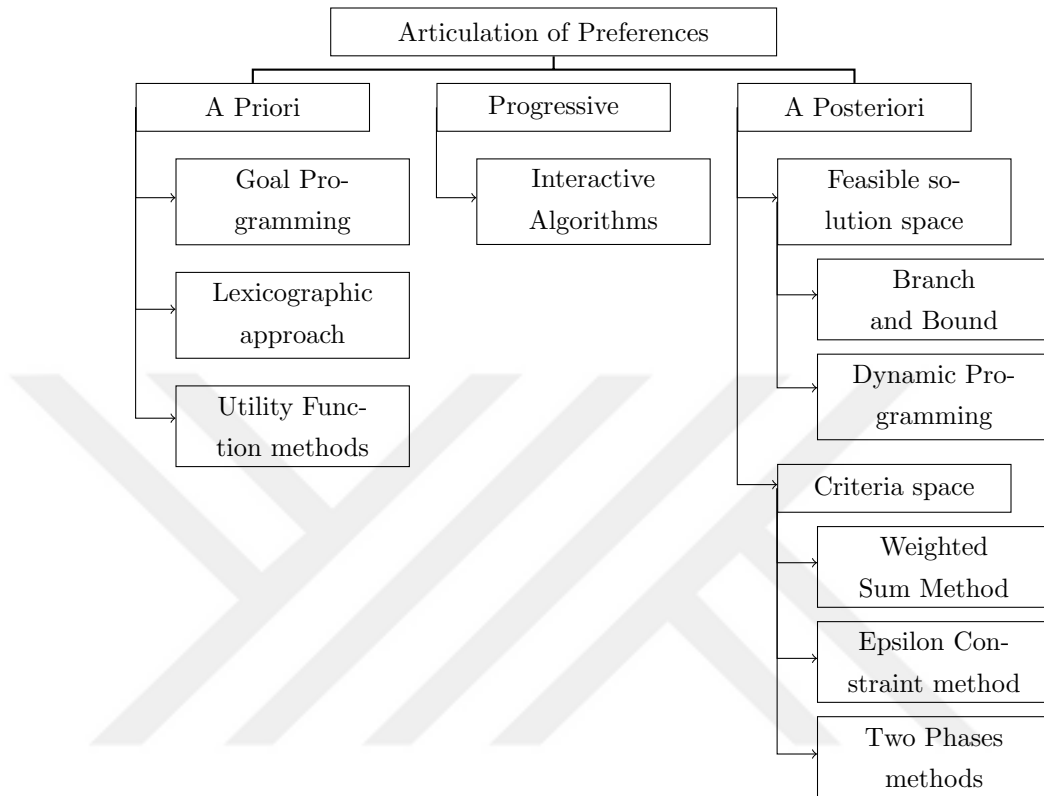 Articulation of Preferences
A Priori
Goal Pro-
gramming
Lexicographic
approach
Utility Func-
tion methods
Progressive
Interactive
Algorithms
A Posteriori
Feasible so-
lution space
Branch
and Bound
Dynamic Pro-
gramming
Criteria space
Weighted
Sum Method
Epsilon Con-
straint method
Two Phases
methods